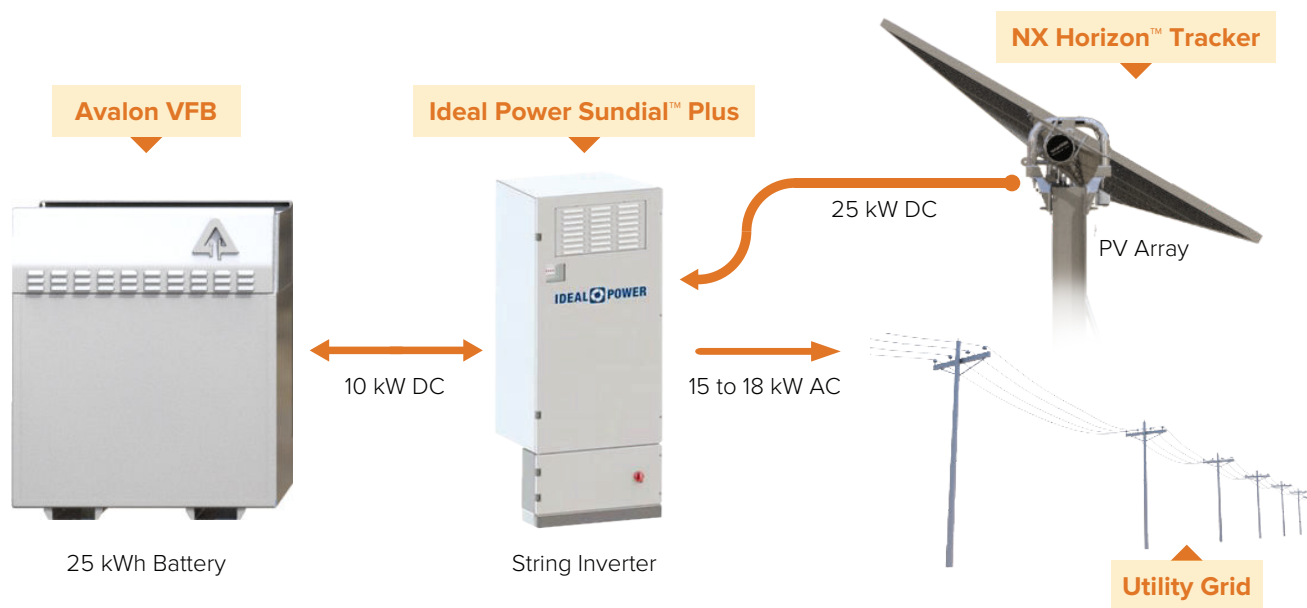 NX Horizon™ Tracker
Avalon VFB
Ideal Power Sundial™ Plus
25 kW DC
PV Array
IDEAL POWER
10 kW DC
15 to 18 kW AC
25 kWh Battery
String Inverter
Utility Grid